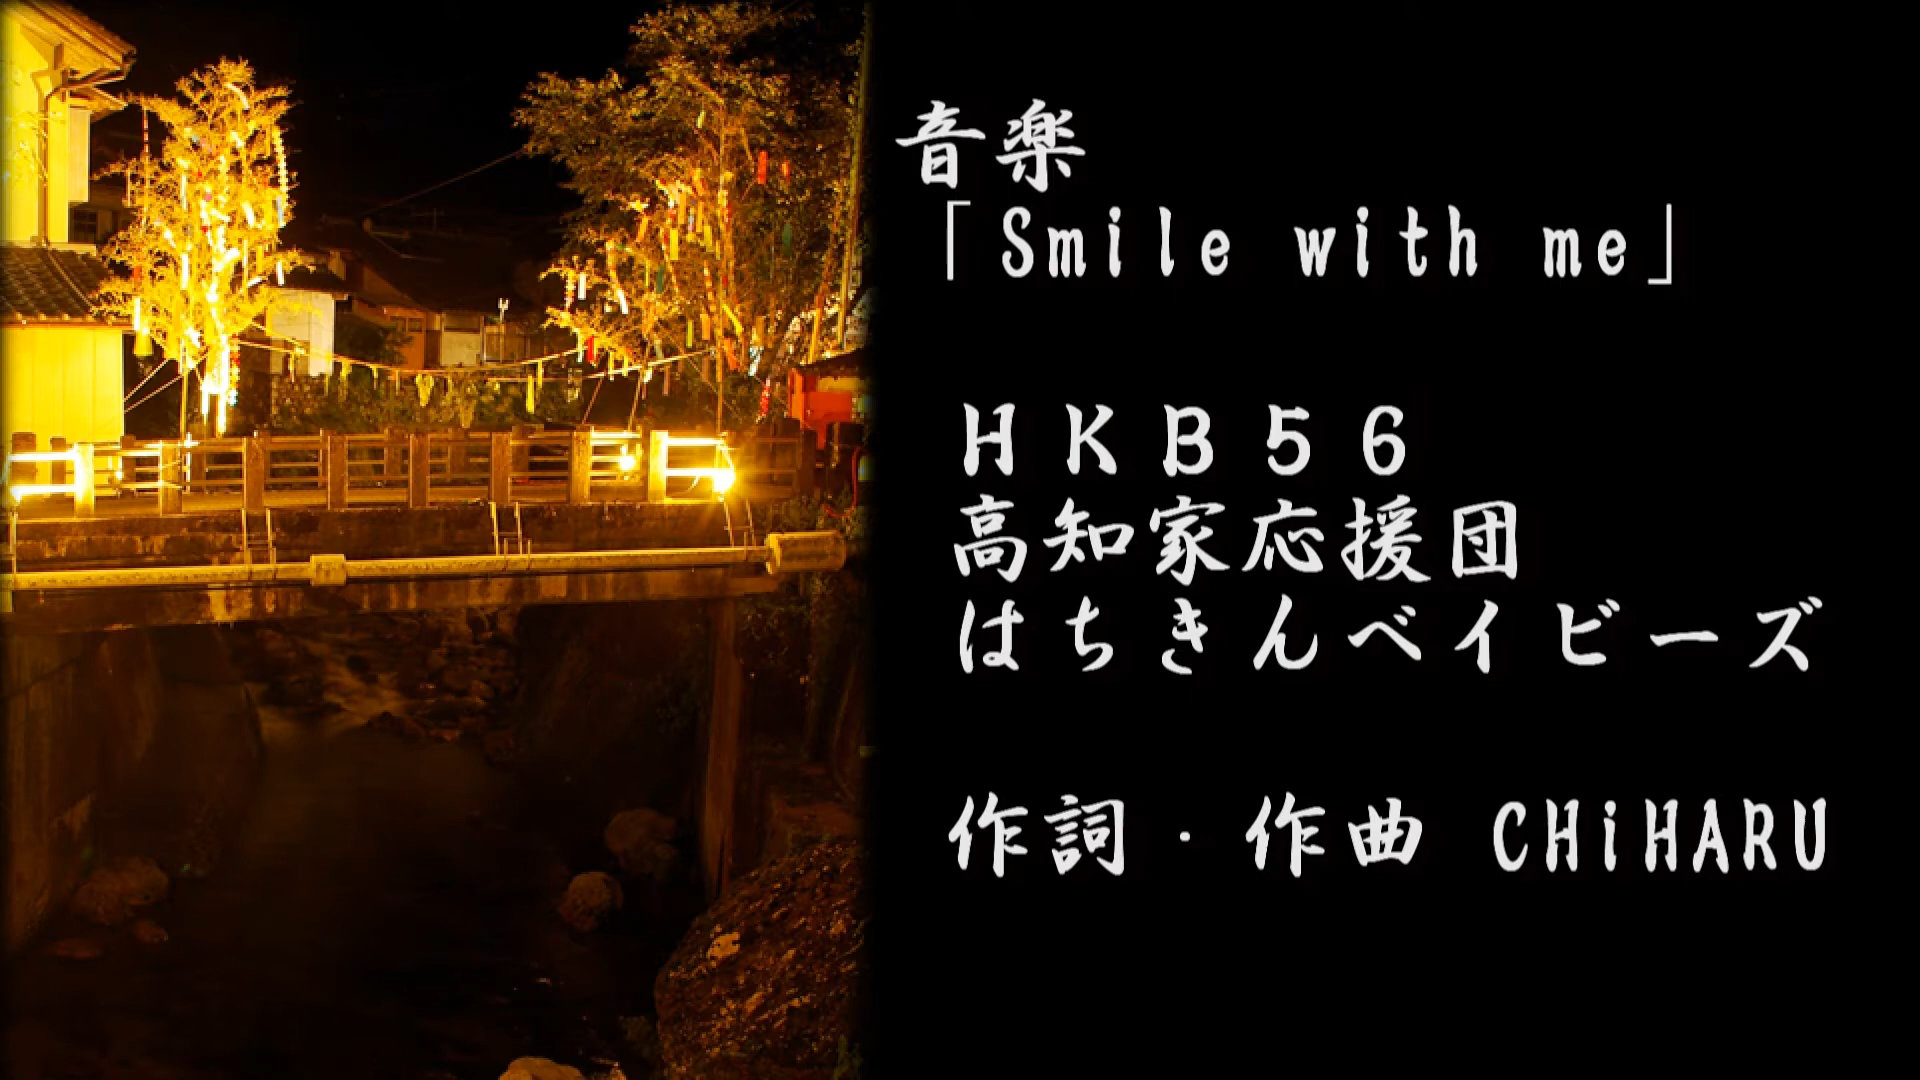 音楽
「Smile with me」
HKB56
高知家応援団
はちきんベイビーズ
作詞・作曲 CHiHARU